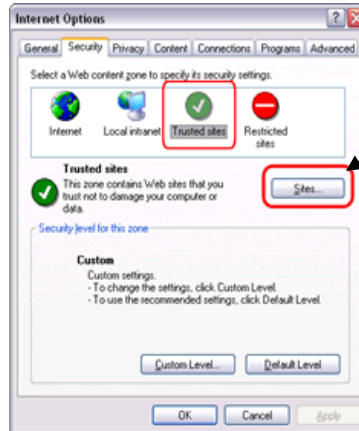 Internet Options
General Security Privacy Content Connections Programs Advanced
Select a Web content zone to specify its security settings.
Internet Local intranet Trusted sites Restricted sites
Trusted sites
This zone contains Web sites that you
trust not to damage your computer or
data.
Sites...
Security level for this zone
Custom
Custom settings.
- To change the settings, click Custom Level.
- To use the recommended settings, click Default Level.
Custom Level... Default Level
OK Cancel Apply